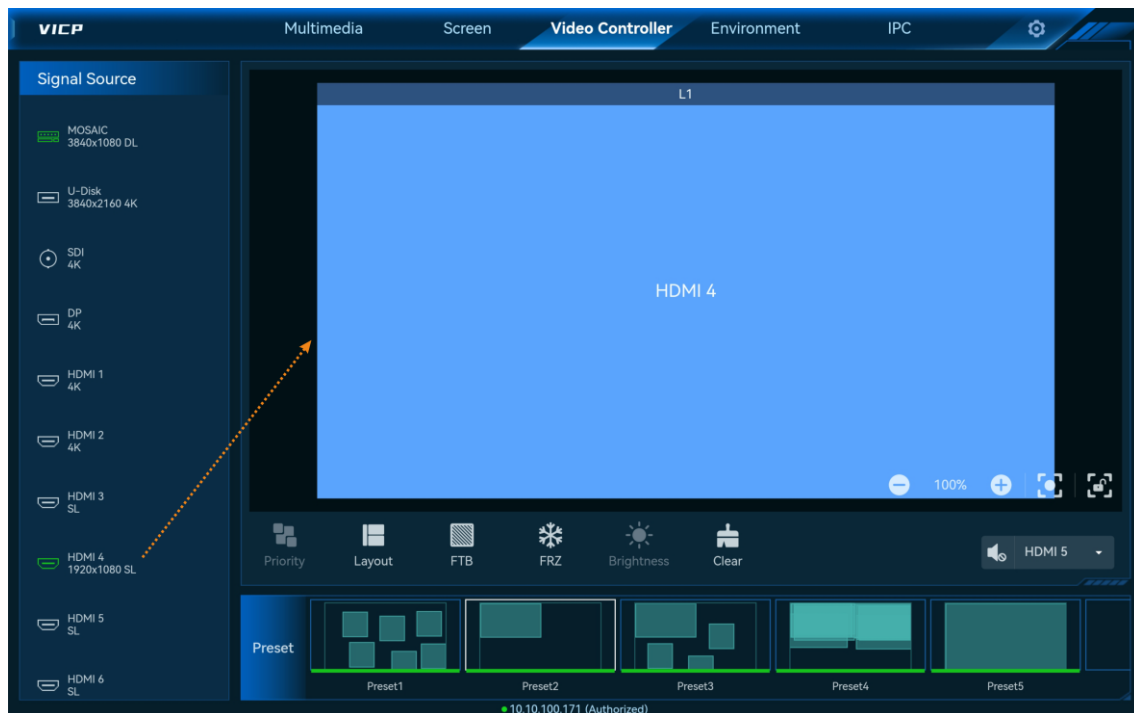 VICP
Multimedia
Screen
Video Controller
Environment
IPC
Signal Source
MOSAIC
3840x1080 DL
U-Disk
3840x2160 4K
SDI
4K
DP
4K
HDMI 1
4K
HDMI 2
4K
HDMI 3
SL
HDMI 4
1920x1080 SL
HDMI 5
SL
HDMI 6
SL
L1
HDMI 4
100%
Priority
Layout
FTB
FRZ
Brightness
Clear
HDMI 5
Preset
Preset1
Preset2
Preset3
Preset4
Preset5
10.10.100.171 (Authorized)